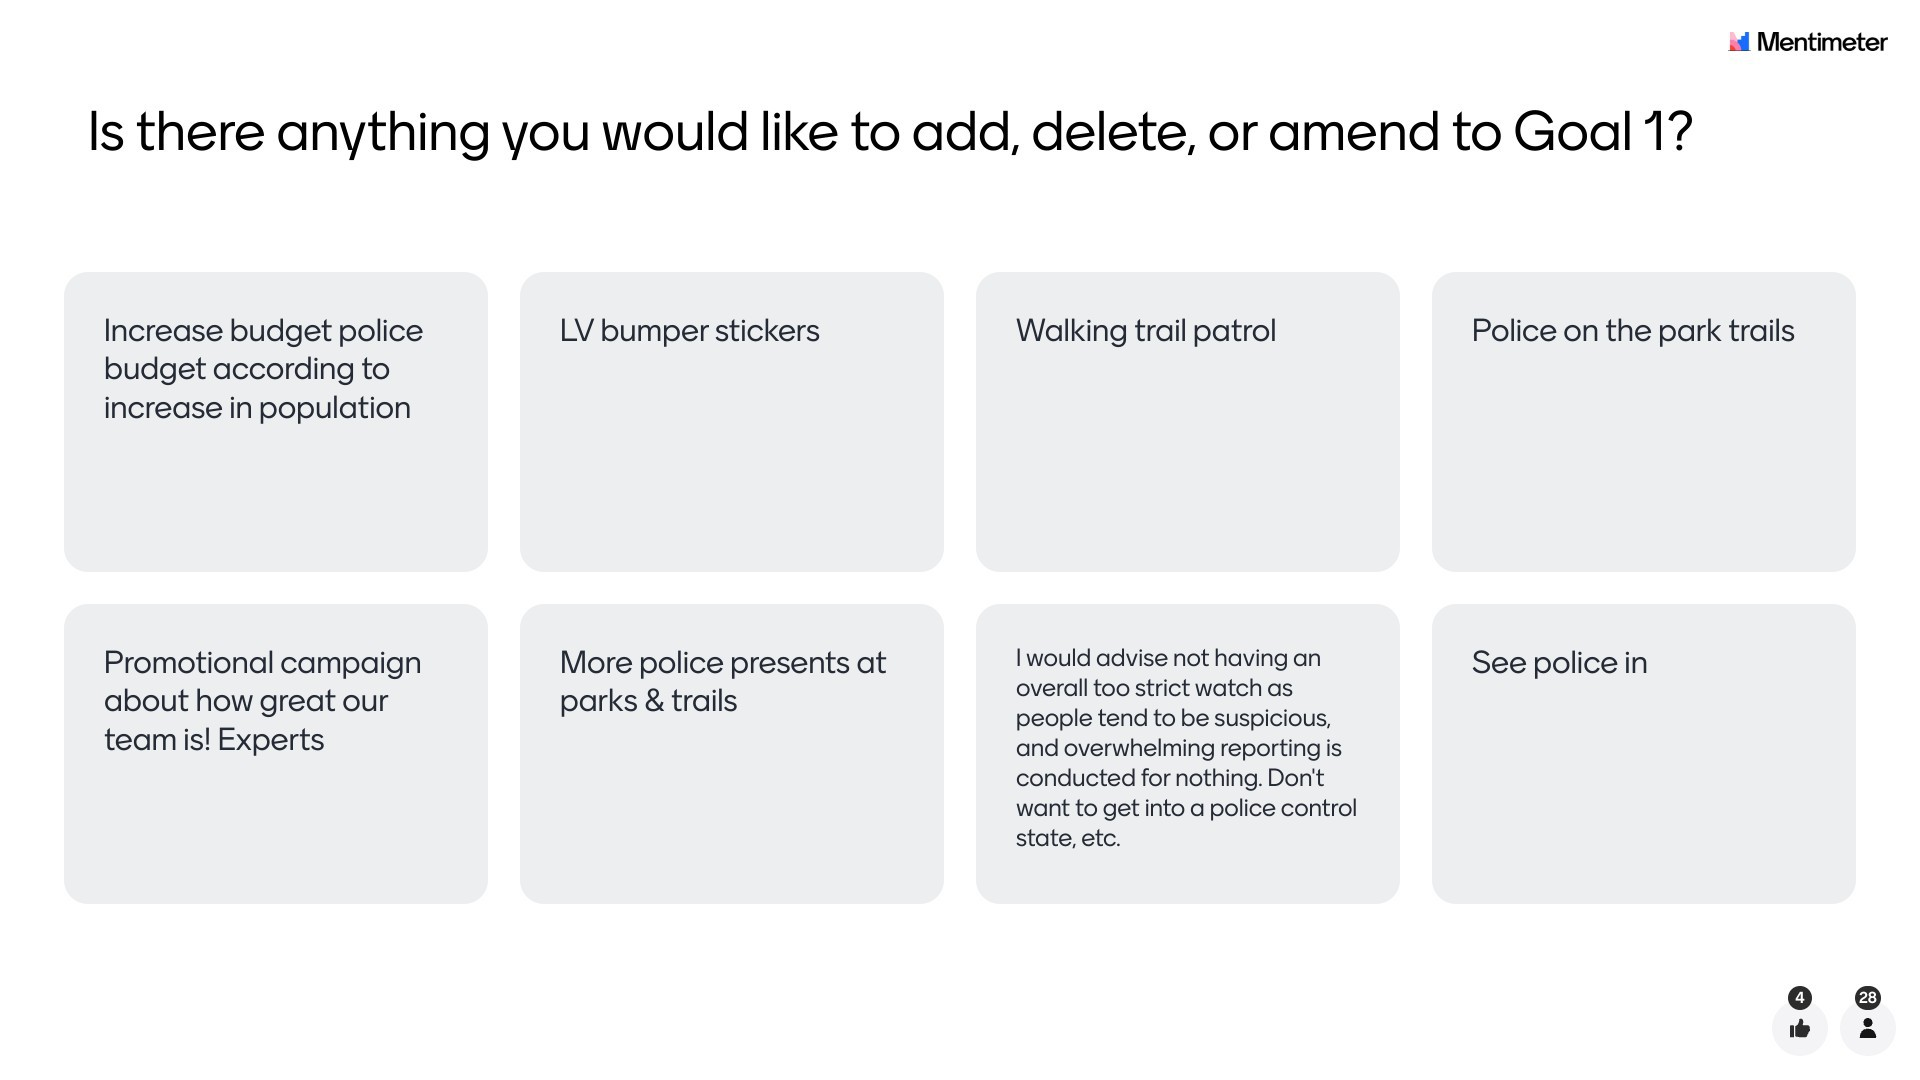 Mentimeter
Is there anything you would like to add, delete, or amend to Goal 1?
Increase budget police
budget according to
increase in population
LV bumper stickers
Walking trail patrol
Police on the park trails
Promotional campaign
about how great our
team is! Experts
More police presents at
parks & trails
I would advise not having an
overall too strict watch as
people tend to be suspicious,
and overwhelming reporting is
conducted for nothing. Don't
want to get into a police control
state, etc.
See police in
4
28